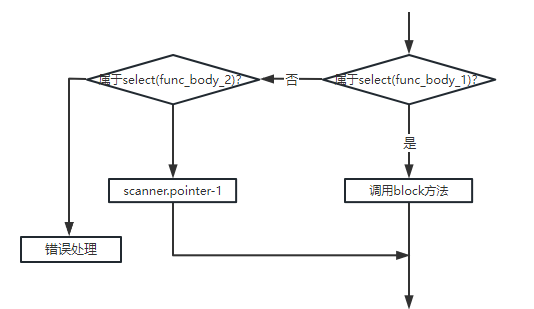 属于select(func_body_2)?
否
属于select(func_body_1)?
是
scanner.pointer-1
调用block方法
错误处理